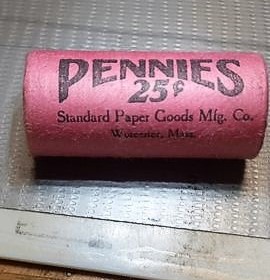 PENNIES
25¢
Standard Paper Goods Mfg. Co.
Worcester, Mass.